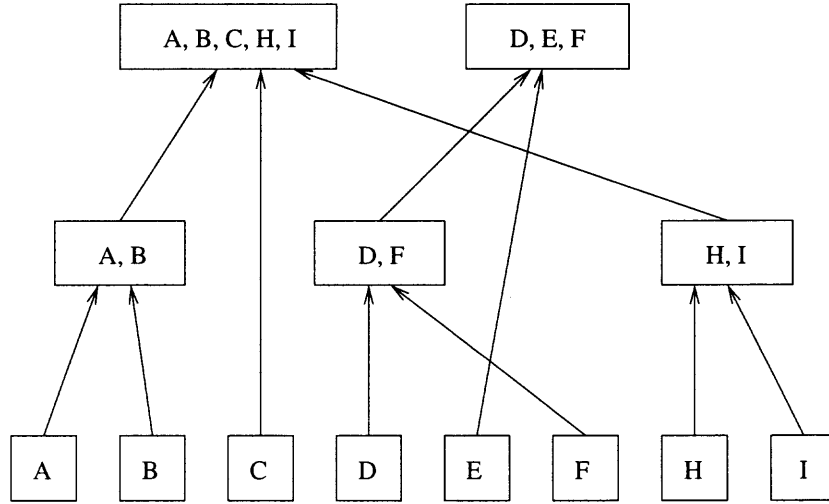 A, B, C, H, I
D, E, F
A, B
D, F
H, I
A
B
C
D
E
F
H
I